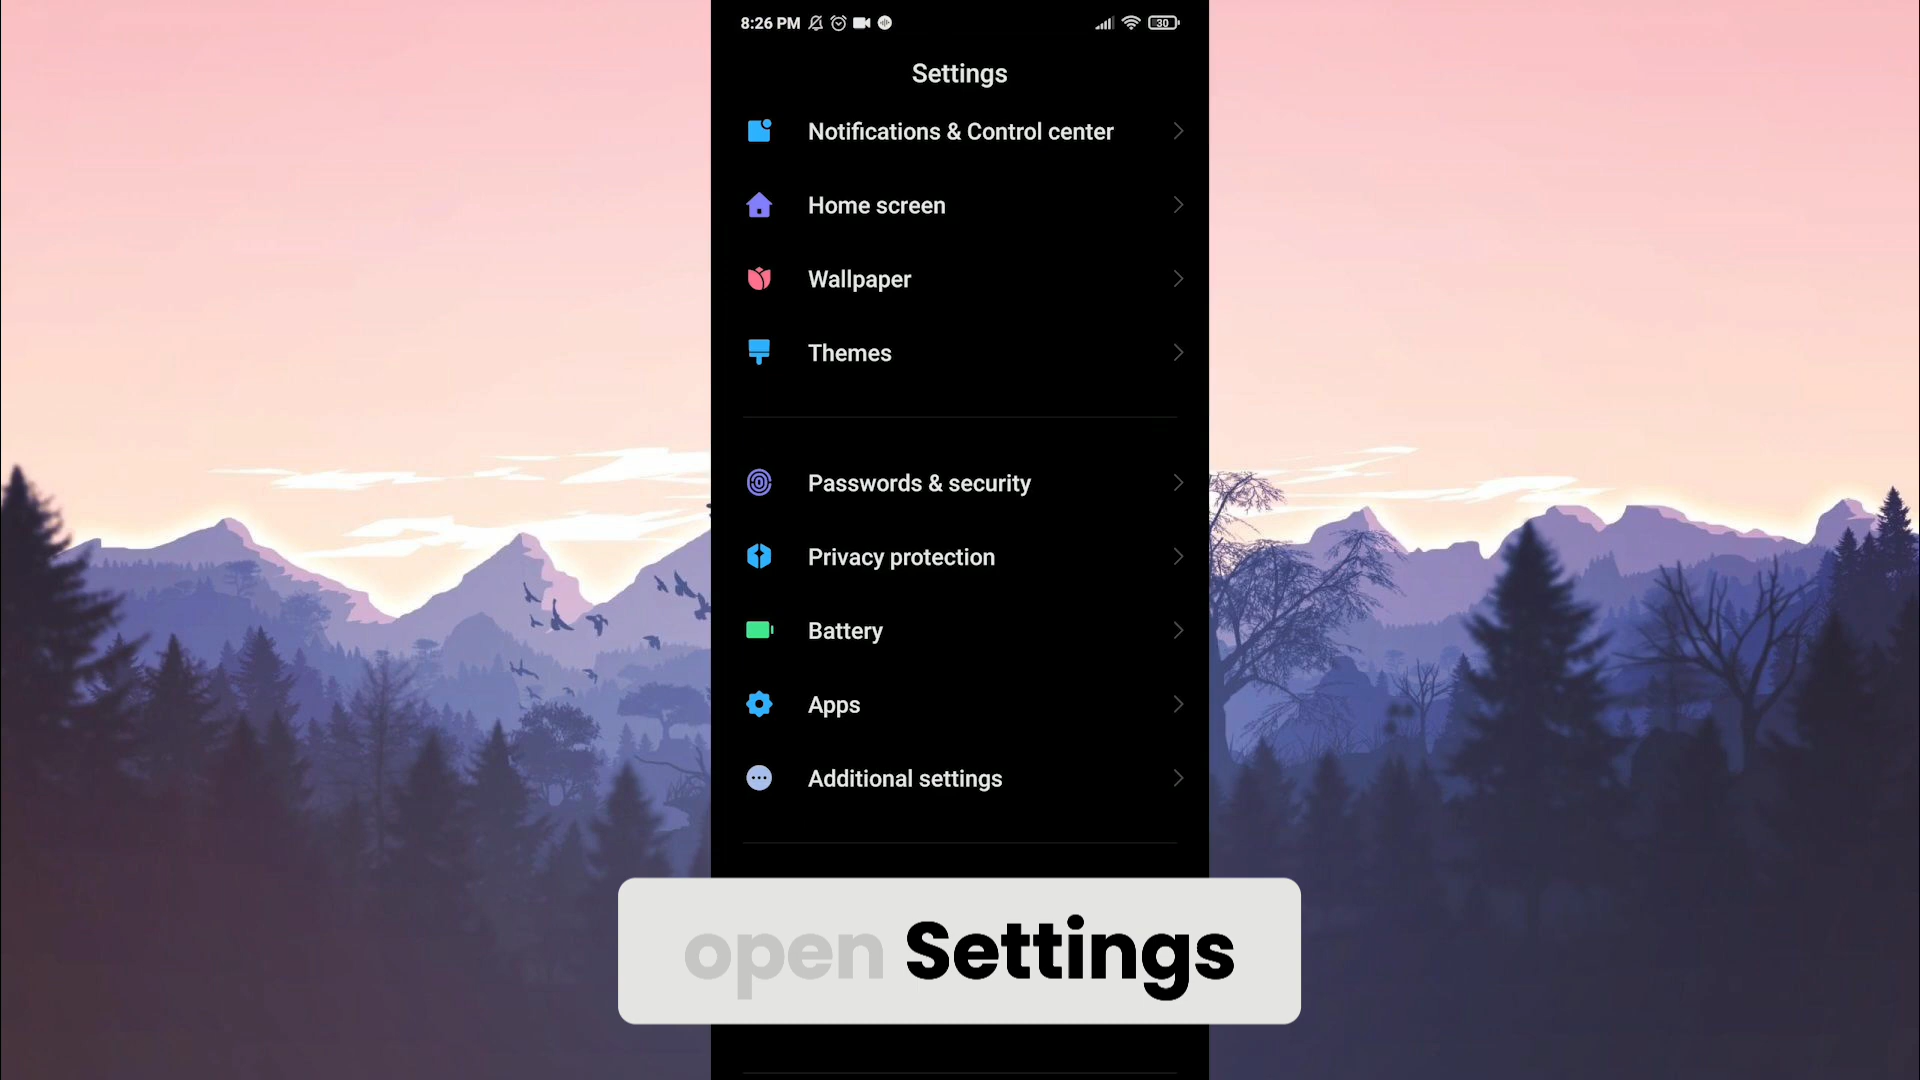 8:26 PM 30
Settings
Notifications & Control center
Home screen
Wallpaper
Themes
Passwords & security
Privacy protection
Battery
Apps
Additional settings
open Settings